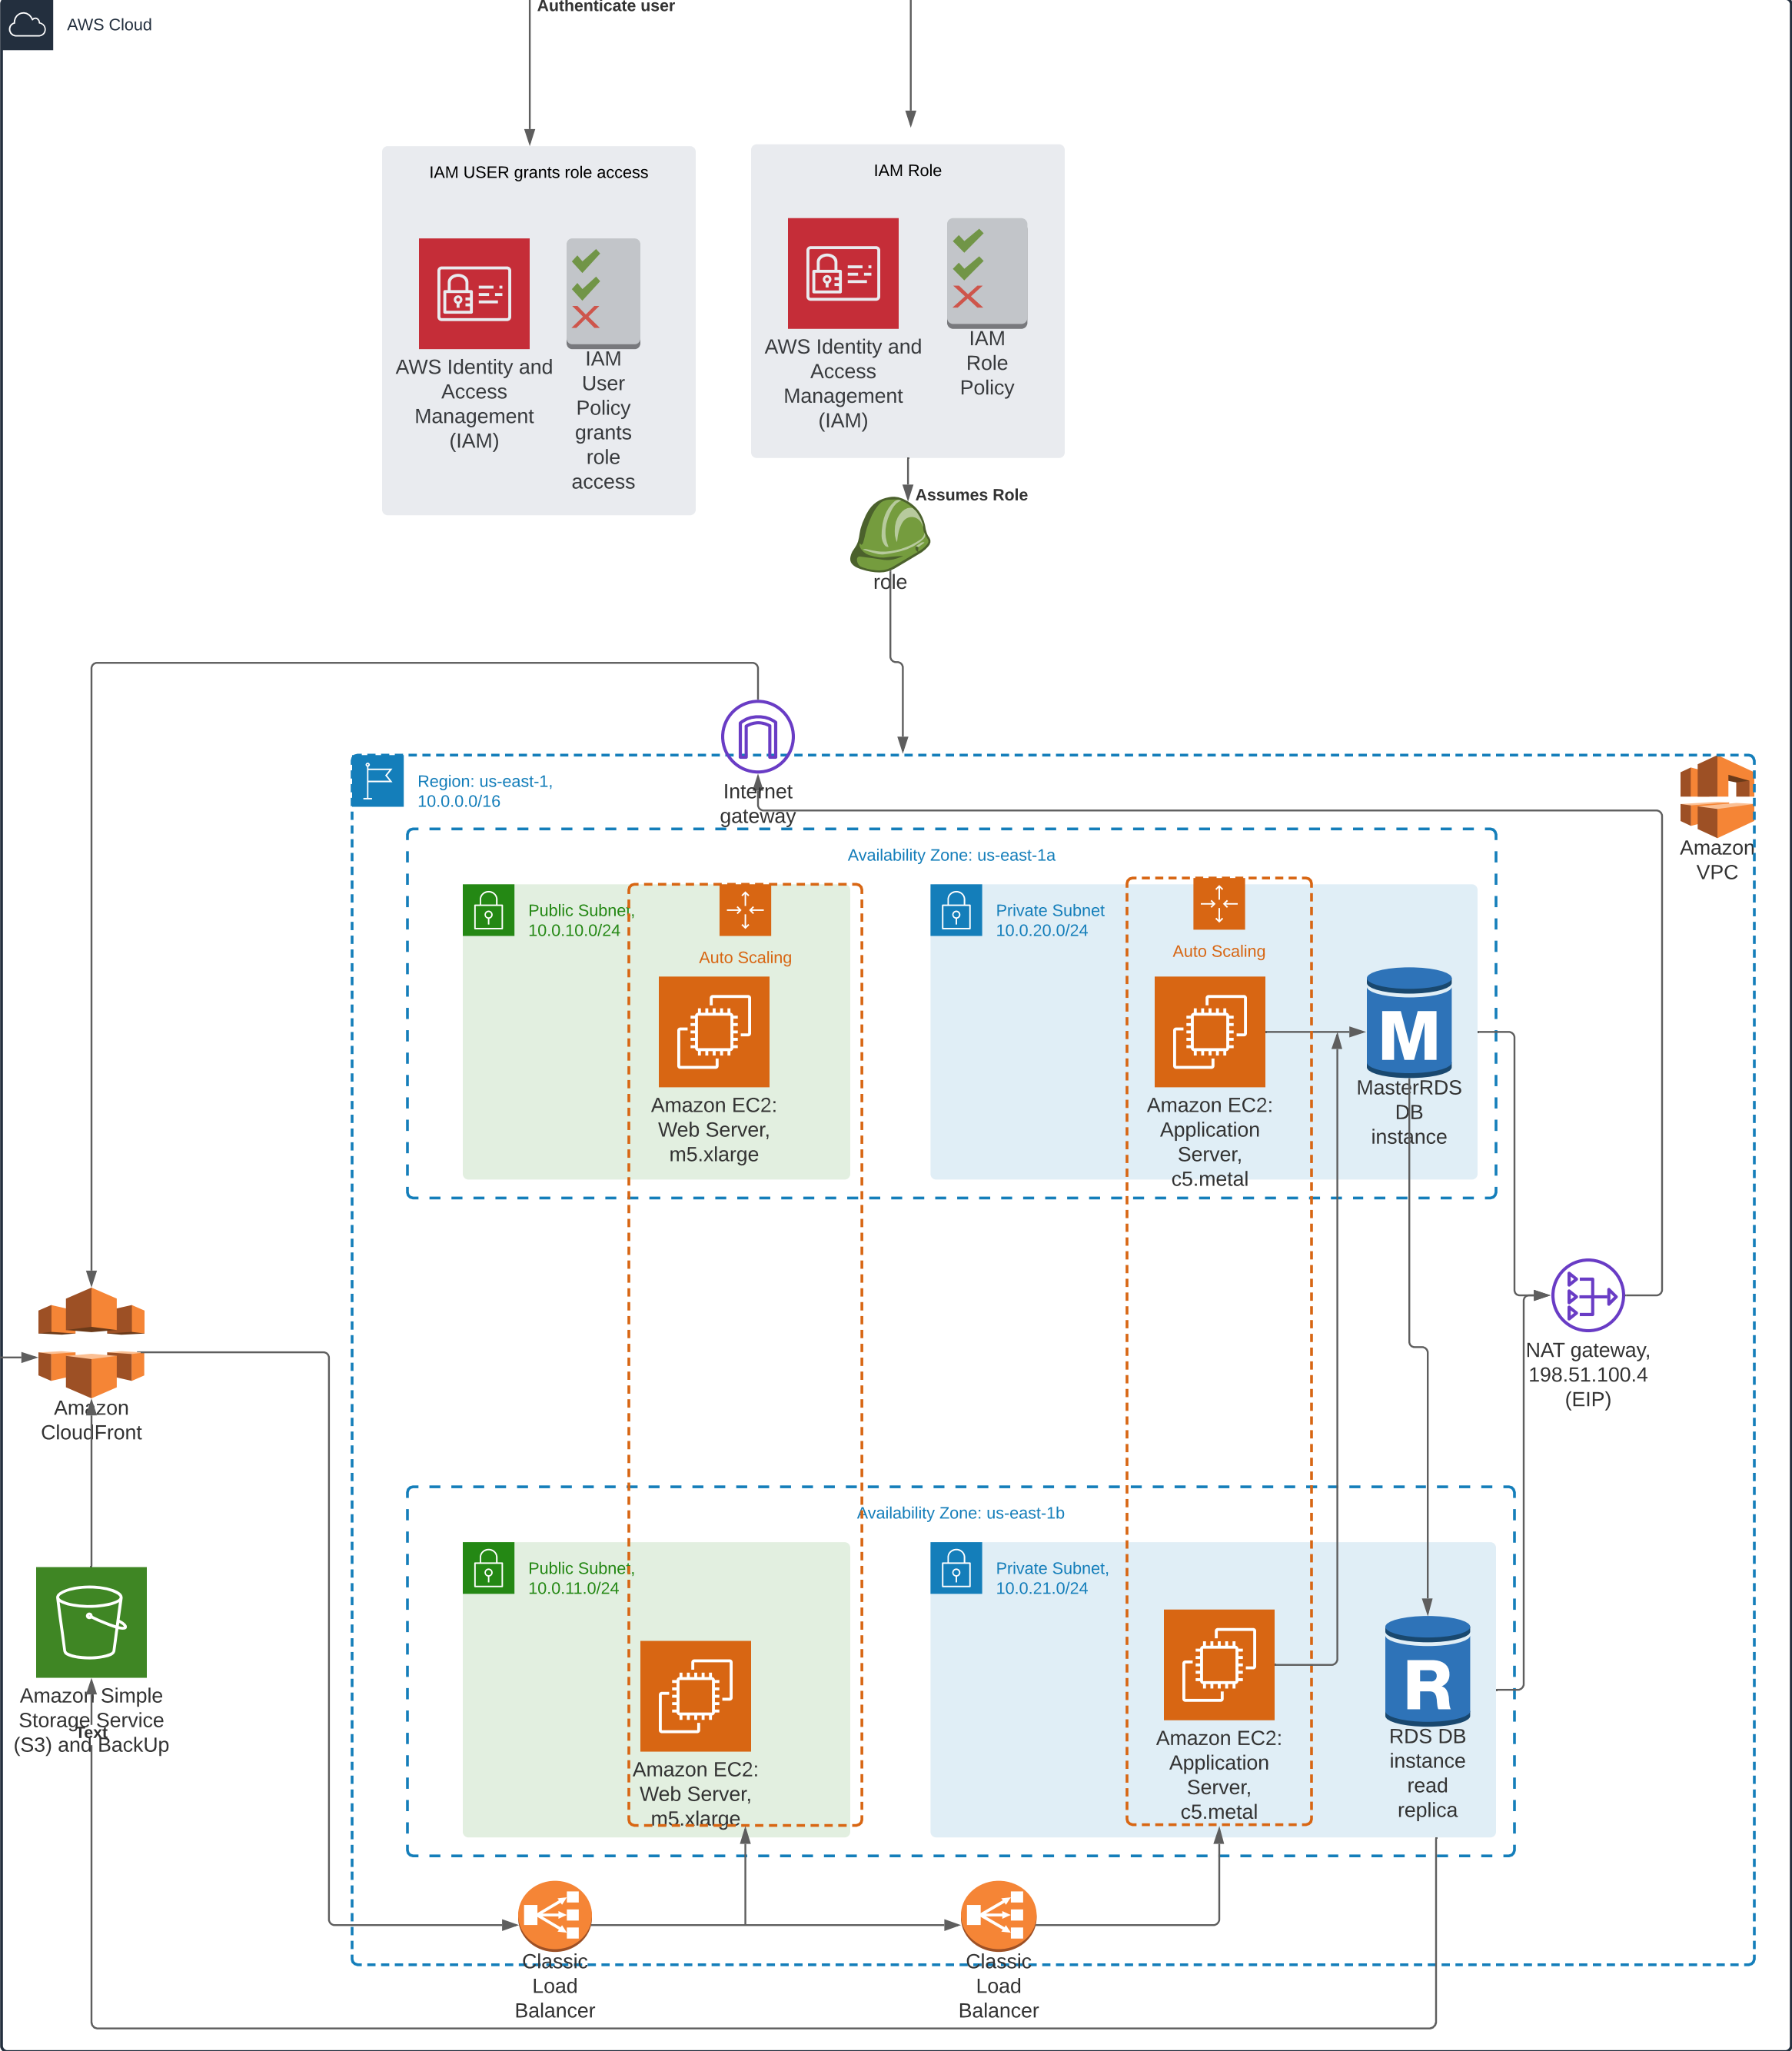 Authenticate user
AWS Cloud
IAM USER grants role access
AWS Identity and
Access
Management
(IAM)
IAM
User
Policy
grants
role
access
IAM Role
AWS Identity and
Access
Management
(IAM)
IAM
Role
Policy
Assumes Role
role
Internet
gateway
Region: us-east-1,
10.0.0.0/16
Amazon
VPC
Availability Zone: us-east-1a
Public Subnet,
10.0.10.0/24
Auto Scaling
Amazon EC2:
Web Server,
m5.xlarge
Private Subnet
10.0.20.0/24
Auto Scaling
Amazon EC2:
Application
Server,
c5.metal
M
MasterRDS
DB
instance
NAT gateway,
198.51.100.4
(EIP)
Amazon
CloudFront
Availability Zone: us-east-1b
Public Subnet,
10.0.11.0/24
Amazon EC2:
Web Server,
m5.xlarge
Private Subnet,
10.0.21.0/24
Amazon EC2:
Application
Server,
c5.metal
R
RDS DB
instance
read
replica
Amazon Simple
Storage Service
(S3) and BackUp
Text
Classic
Load
Balancer
Classic
Load
Balancer